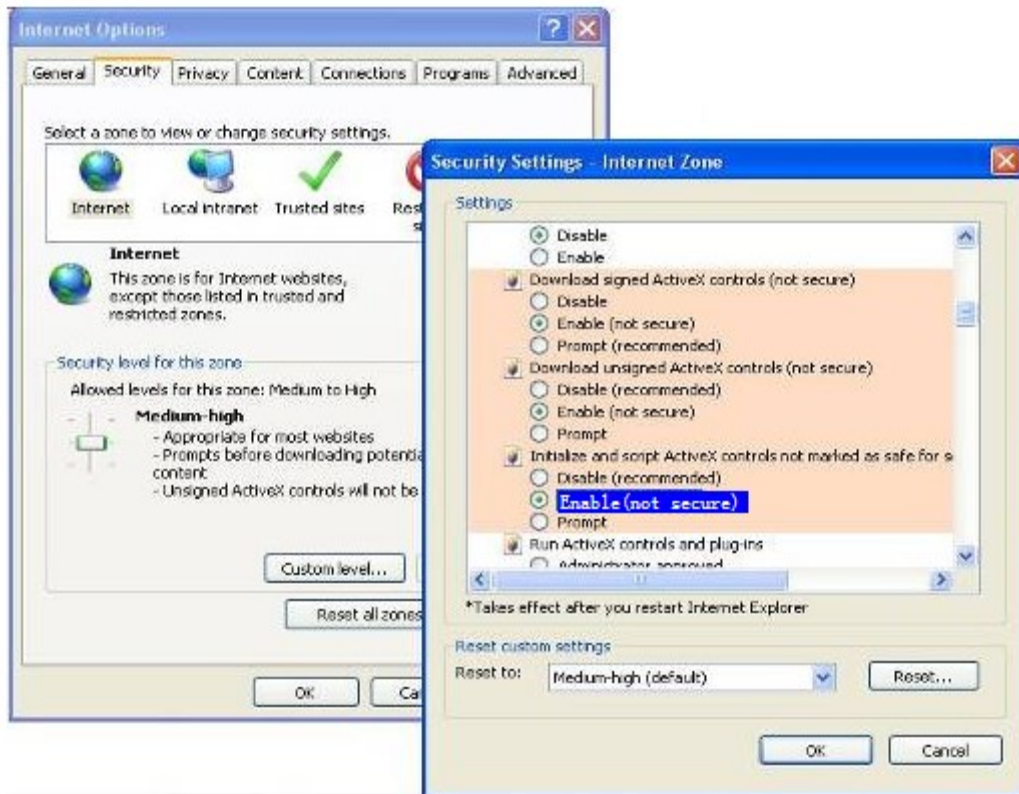 Internet Options
General Security Privacy Content Connections Programs Advanced
Select a zone to view or change security settings.
Internet Local intranet Trusted sites
Internet
This zone is for Internet websites,
except those listed in trusted and
restricted zones.
Security level for this zone
Allowed levels for this zone: Medium to High
Medium-high
- Appropriate for most websites
- Prompts before downloading
content
- Unsigned ActiveX controls will not be
Custom level...
Reset all zones
OK
Security Settings - Internet Zone
Settings
Disable
Enable
Download signed ActiveX controls (not secure)
Disable
Enable (not secure)
Prompt (recommended)
Download unsigned ActiveX controls (not secure)
Disable (recommended)
Enable (not secure)
Prompt
Initialize and script ActiveX controls not marked as safe for s
Disable (recommended)
Enable(not secure)
Prompt
Run ActiveX controls and plug-ins
Administrator approved
*Takes effect after you restart Internet Explorer
Reset custom settings
Reset to: Medium-high (default) Reset...
OK Cancel